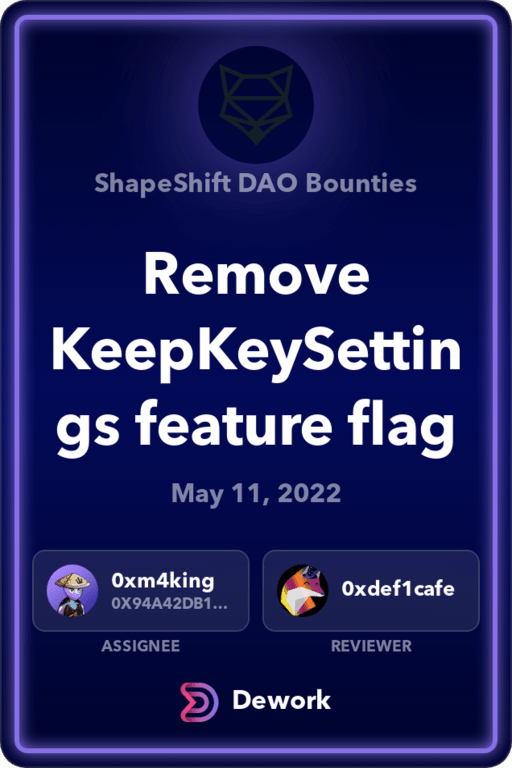 ShapeShift DAO Bounties
Remove
KeepKeySettin
gs feature flag
May 11, 2022
0xm4king
0X94A42DB1...
0xdef1cafe
ASSIGNEE
REVIEWER
Dework